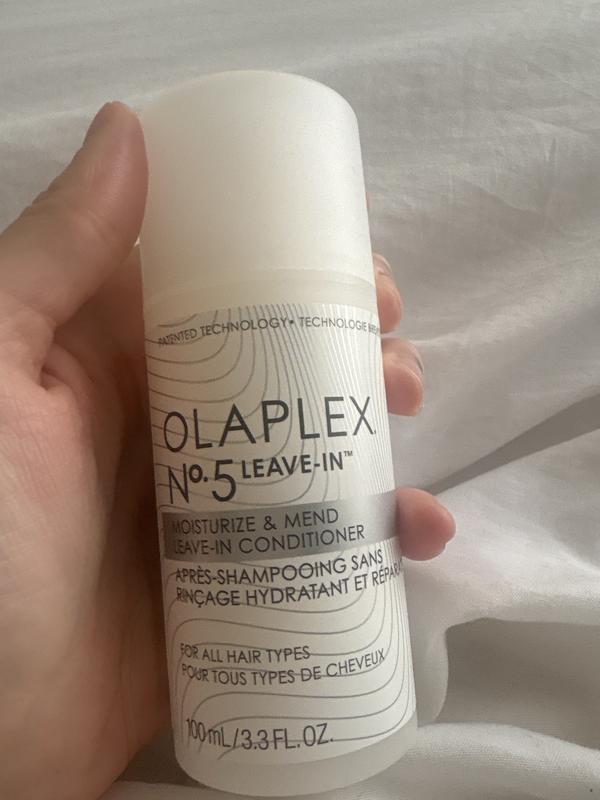 PATENTED TECHNOLOGY• TECHNOLOGIE
OLAPLEX.
Nº.5 LEAVE-IN™
MOISTURIZE & MEND
LEAVE-IN CONDITIONER
APRÈS-SHAMPOOING SANS
RINÇAGE HYDRATANT ET
FOR ALL HAIR TYPES
POUR TOUS TYPES DE CHEVEUX
100 mL/3.3 FL. OZ.